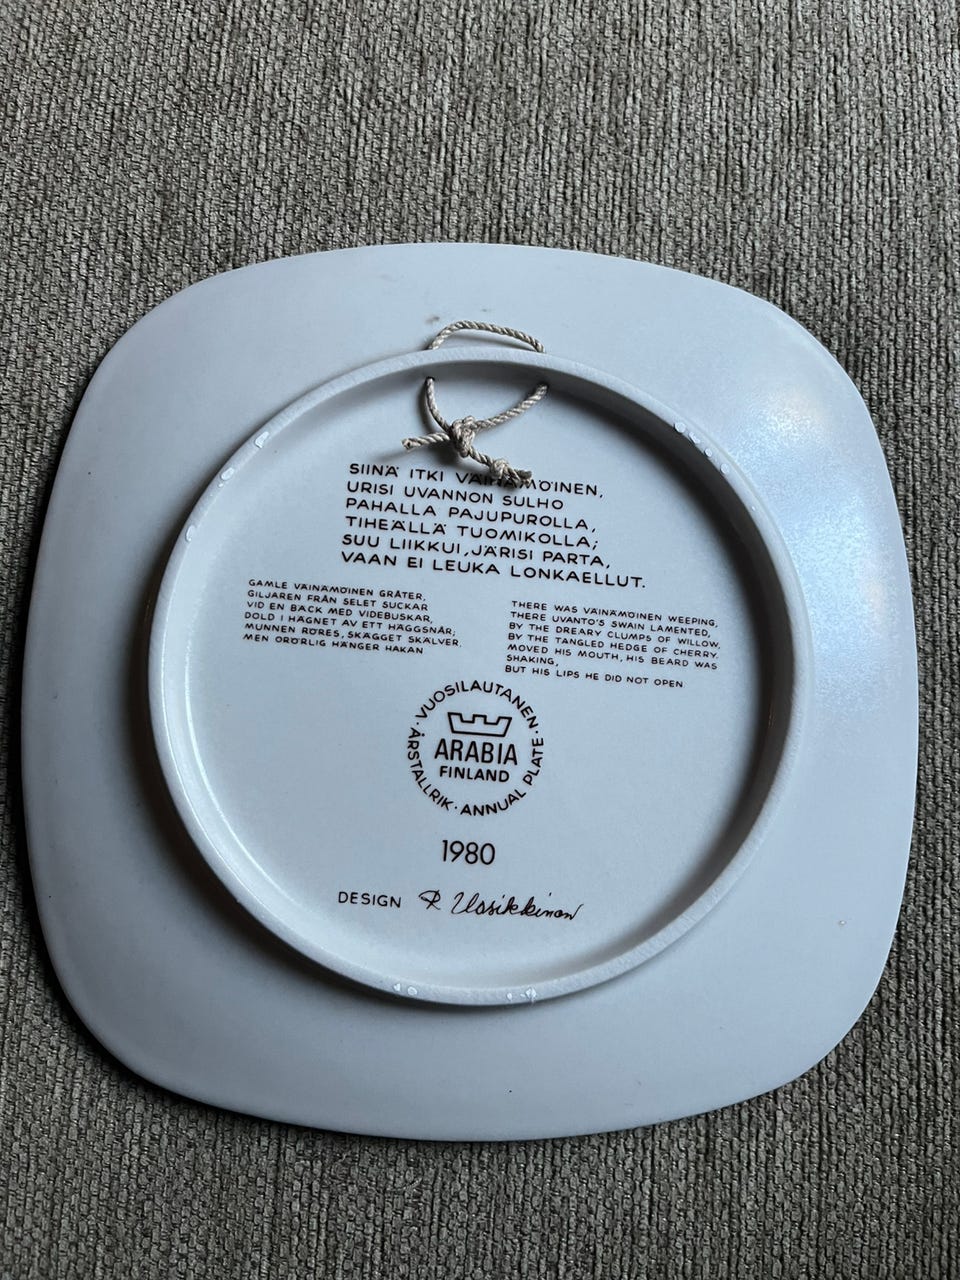 SIINÄ ITKI VÄINÄMÖINEN,
URISI UVANNON SULHO
PAHALLA PAJUPUROLLA,
TIHEÄLLÄ TUOMIKOLLA;
SUU LIIKKUI, JÄRISI PARTA,
VAAN EI LEUKA LONKAELLUT.
GAMLE VÄINÄMÖINEN GRÅTER,
GILJAREN FRÅN SELET SUCKAR
VID EN BÄCK MED VIDEBUSKAR,
DOLD I HÄGNET AV ETT HÄGGSNÅR;
MUNNEN RÖRES, SKÄGGET SKÄLVER,
MEN ORÖRLIG HÄNGER HAKAN
THERE WAS VÄINÄMÖINEN WEEPING,
THERE UVANTO'S SWAIN LAMENTED,
BY THE DREARY CLUMPS OF WILLOW,
BY THE TANGLED HEDGE OF CHERRY.
MOVED HIS MOUTH, HIS BEARD WAS
SHAKING,
BUT HIS LIPS HE DID NOT OPEN
· VUOSILAUTANEN · ANNUAL PLATE · ÅRSTALLRIK
ARABIA
FINLAND
1980
DESIGN R. Uosikkinen